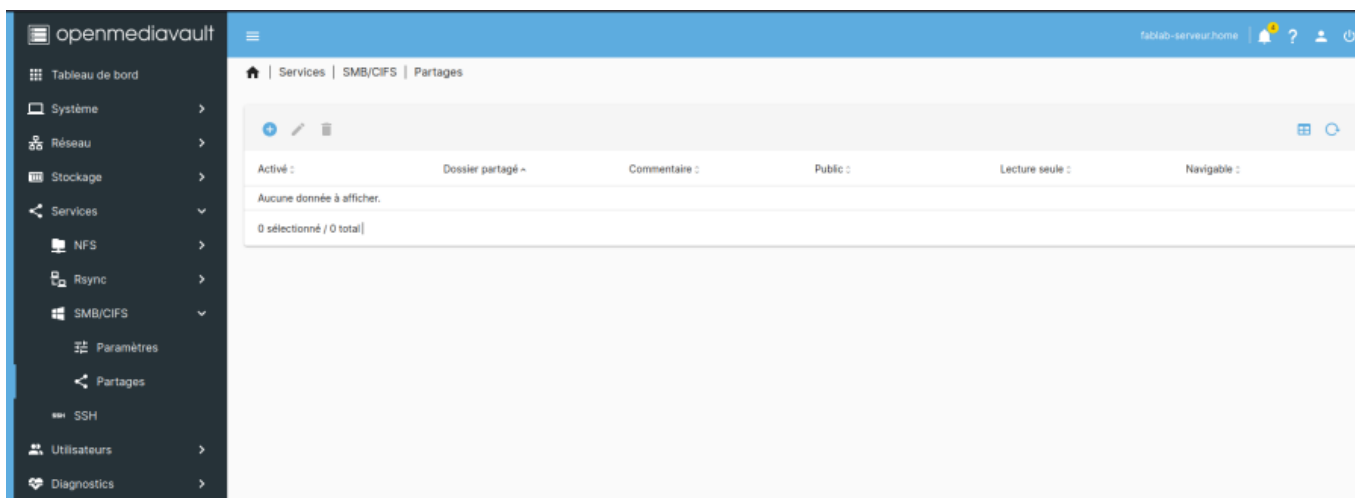 openmediavault
fablab-serveur.home | 4 ?
Tableau de bord
Système
Réseau
Stockage
Services
NFS
Rsync
SMB/CIFS
Paramètres
Partages
SSH SSH
Utilisateurs
Diagnostics
| Services | SMB/CIFS | Partages
Activé Dossier partagé Commentaire Public Lecture seule Navigable
Aucune donnée à afficher.
0 sélectionné / 0 total